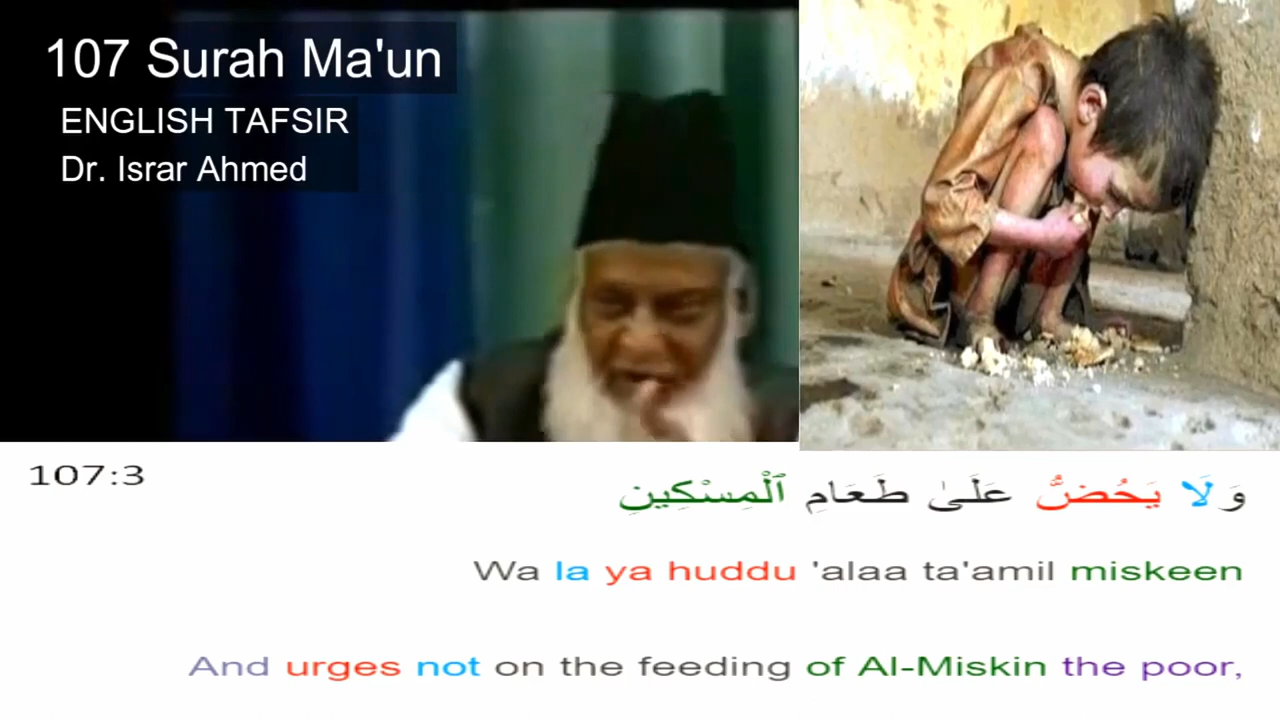 107 Surah Ma'un
ENGLISH TAFSIR
Dr. Israr Ahmed
107:3
وَلَا يَحُضُّ عَلَىٰ طَعَامِ ٱلْمِسْكِينِ
Wa la ya huddu 'alaa ta'amil miskeen
And urges not on the feeding of Al-Miskin the poor,